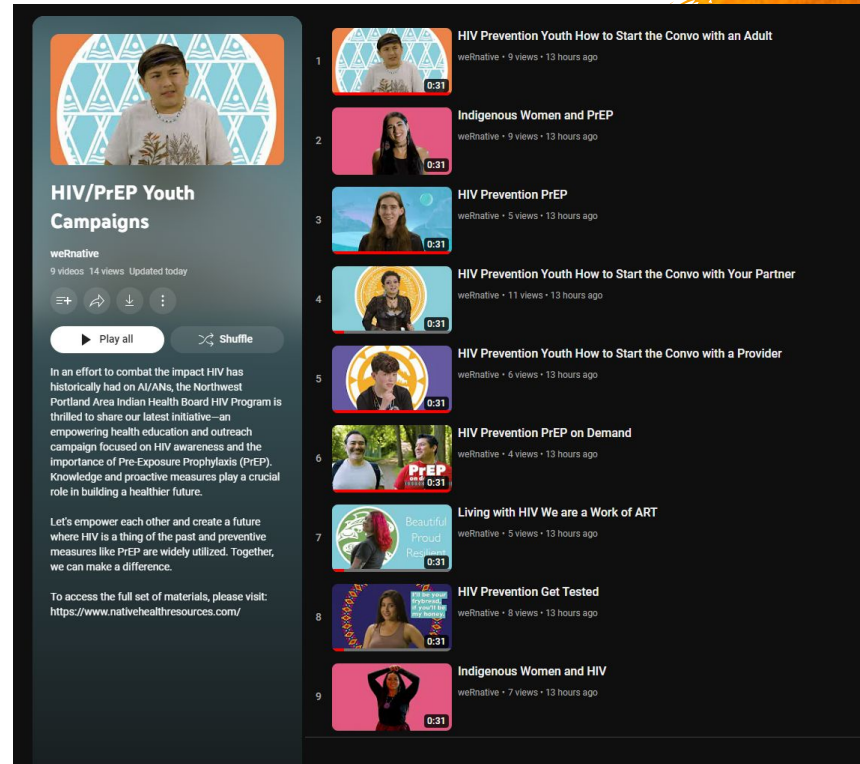 HIV/PrEP Youth
Campaigns
weRnative
9 videos 14 views Updated today
Play all
Shuffle
In an effort to combat the impact HIV has
historically had on AI/ANs, the Northwest
Portland Area Indian Health Board HIV Program is
thrilled to share our latest initiative—an
empowering health education and outreach
campaign focused on HIV awareness and the
importance of Pre-Exposure Prophylaxis (PrEP).
Knowledge and proactive measures play a crucial
role in building a healthier future.
Let's empower each other and create a future
where HIV is a thing of the past and preventive
measures like PrEP are widely utilized. Together,
we can make a difference.
To access the full set of materials, please visit:
https://www.nativehealthresources.com/
1
0:31
HIV Prevention Youth How to Start the Convo with an Adult
weRnative • 9 views • 13 hours ago
2
0:31
Indigenous Women and PrEP
weRnative • 9 views • 13 hours ago
3
0:31
HIV Prevention PrEP
weRnative • 5 views • 13 hours ago
4
0:31
HIV Prevention Youth How to Start the Convo with Your Partner
weRnative • 11 views • 13 hours ago
5
0:31
HIV Prevention Youth How to Start the Convo with a Provider
weRnative • 6 views • 13 hours ago
6
PrEP
0:31
HIV Prevention PrEP on Demand
weRnative • 4 views • 13 hours ago
7
Beautiful
Proud
Resilient
0:31
Living with HIV We are a Work of ART
weRnative • 5 views • 13 hours ago
8
I'll be your
frybread,
if you'll be
my honey.
0:31
HIV Prevention Get Tested
weRnative • 8 views • 13 hours ago
9
0:31
Indigenous Women and HIV
weRnative • 7 views • 13 hours ago